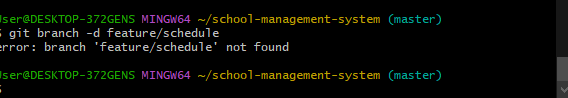 User@DESKTOP-372GENS MINGW64 ~/school-management-system (master)
$ git branch -d feature/schedule
error: branch 'feature/schedule' not found
User@DESKTOP-372GENS MINGW64 ~/school-management-system (master)
$